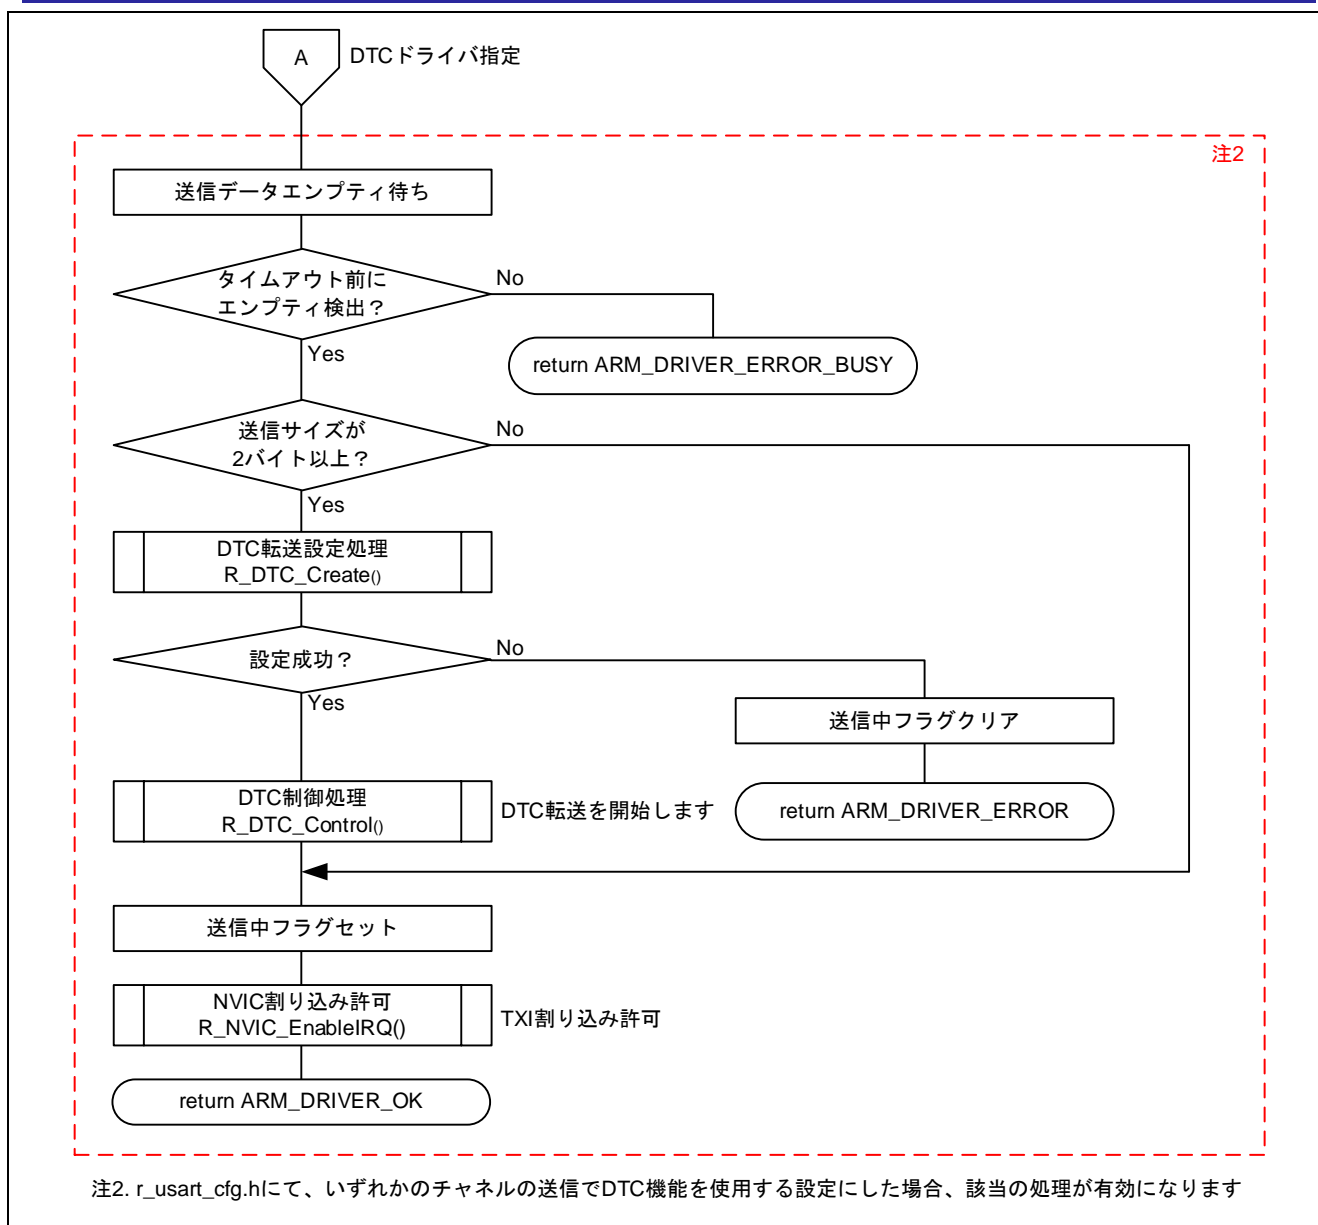 A
DTCドライバ指定
注2
送信データエンプティ待ち
タイムアウト前に
エンプティ検出？
No
Yes
return ARM_DRIVER_ERROR_BUSY
送信サイズが
2バイト以上？
No
Yes
DTC転送設定処理
R_DTC_Create()
設定成功？
No
Yes
送信中フラグクリア
return ARM_DRIVER_ERROR
DTC制御処理
R_DTC_Control()
DTC転送を開始します
送信中フラグセット
NVIC割り込み許可
R_NVIC_EnableIRQ()
TXI割り込み許可
return ARM_DRIVER_OK
注2. r_usart_cfg.hにて、いずれかのチャネルの送信でDTC機能を使用する設定にした場合、該当の処理が有効になります